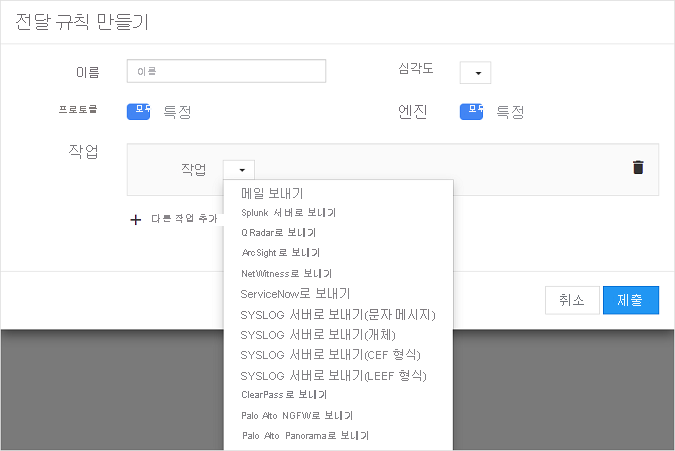 전달 규칙 만들기
이름 이름 심각도
프로토콜 모두 특정 엔진 모두 특정
작업
작업
다른 작업 추가
메일 보내기
Splunk 서버로 보내기
QRadar로 보내기
ArcSight로 보내기
NetWitness로 보내기
ServiceNow로 보내기
SYSLOG 서버로 보내기(문자 메시지)
SYSLOG 서버로 보내기(개체)
SYSLOG 서버로 보내기(CEF 형식)
SYSLOG 서버로 보내기(LEEF 형식)
ClearPass로 보내기
Palo Alto NGFW로 보내기
Palo Alto Panorama로 보내기
취소 제출